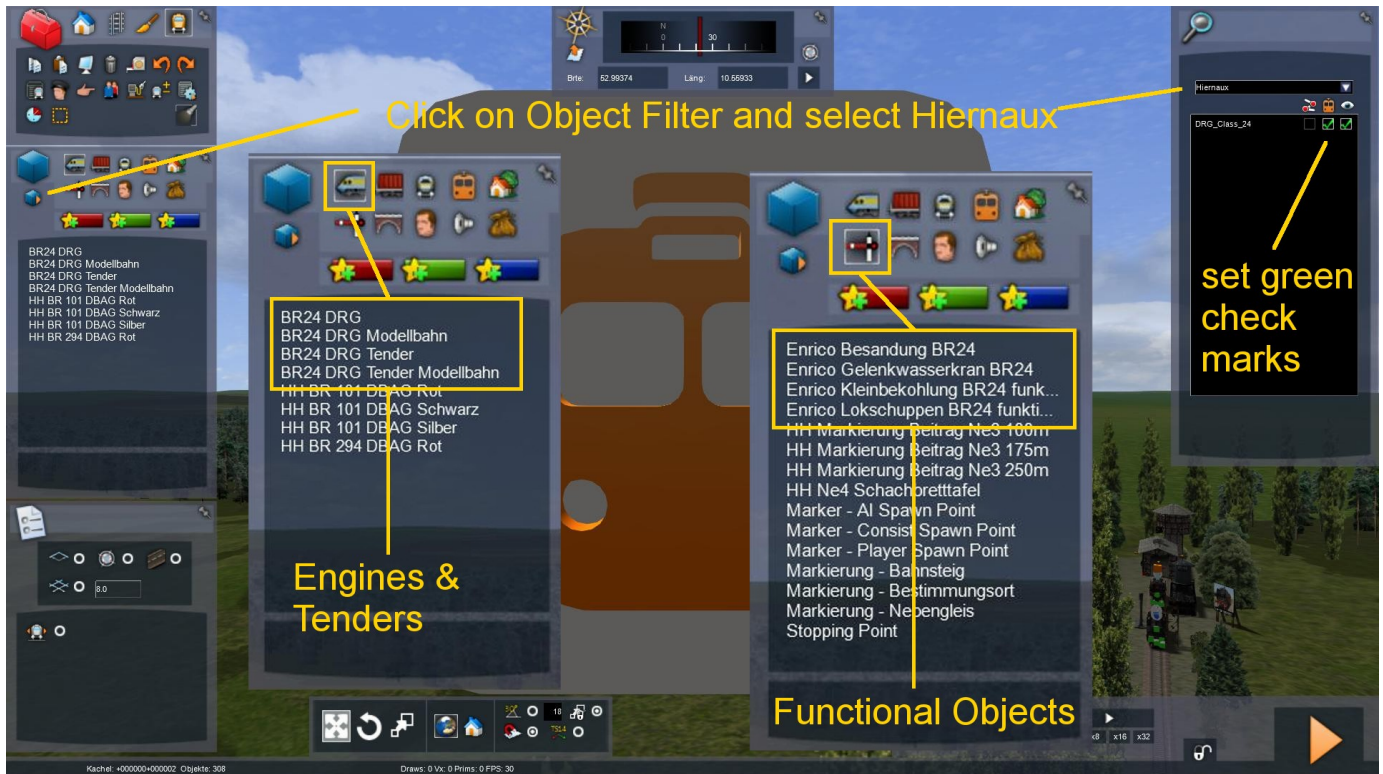 N
0 30
Brte: 52.99374 Läng: 10.55933
Click on Object Filter and select Hiernaux
Hiernaux
DRG_Class_24
set green
check
marks
BR24 DRG
BR24 DRG Modellbahn
BR24 DRG Tender
BR24 DRG Tender Modellbahn
HH BR 101 DBAG Rot
HH BR 101 DBAG Schwarz
HH BR 101 DBAG Silber
HH BR 294 DBAG Rot
BR24 DRG
BR24 DRG Modellbahn
BR24 DRG Tender
BR24 DRG Tender Modellbahn
HH BR 101 DBAG Rot
HH BR 101 DBAG Schwarz
HH BR 101 DBAG Silber
HH BR 294 DBAG Rot
Engines &
Tenders
Enrico Besandung BR24
Enrico Gelenkwasserkran BR24
Enrico Kleinbekohlung BR24 funk...
Enrico Lokschuppen BR24 funkti...
HH Markierung Beitrag Ne3 100m
HH Markierung Beitrag Ne3 175m
HH Markierung Beitrag Ne3 250m
HH Ne4 Schachbretttafel
Marker - AI Spawn Point
Marker - Consist Spawn Point
Marker - Player Spawn Point
Markierung - Bahnsteig
Markierung - Bestimmungsort
Markierung - Nebengleis
Stopping Point
Functional Objects
8.0
18
TS14
x8 x16 x32
Kachel: +000000+000002 Objekte: 308
Draws: 0 Vx: 0 Prims: 0 FPS: 30